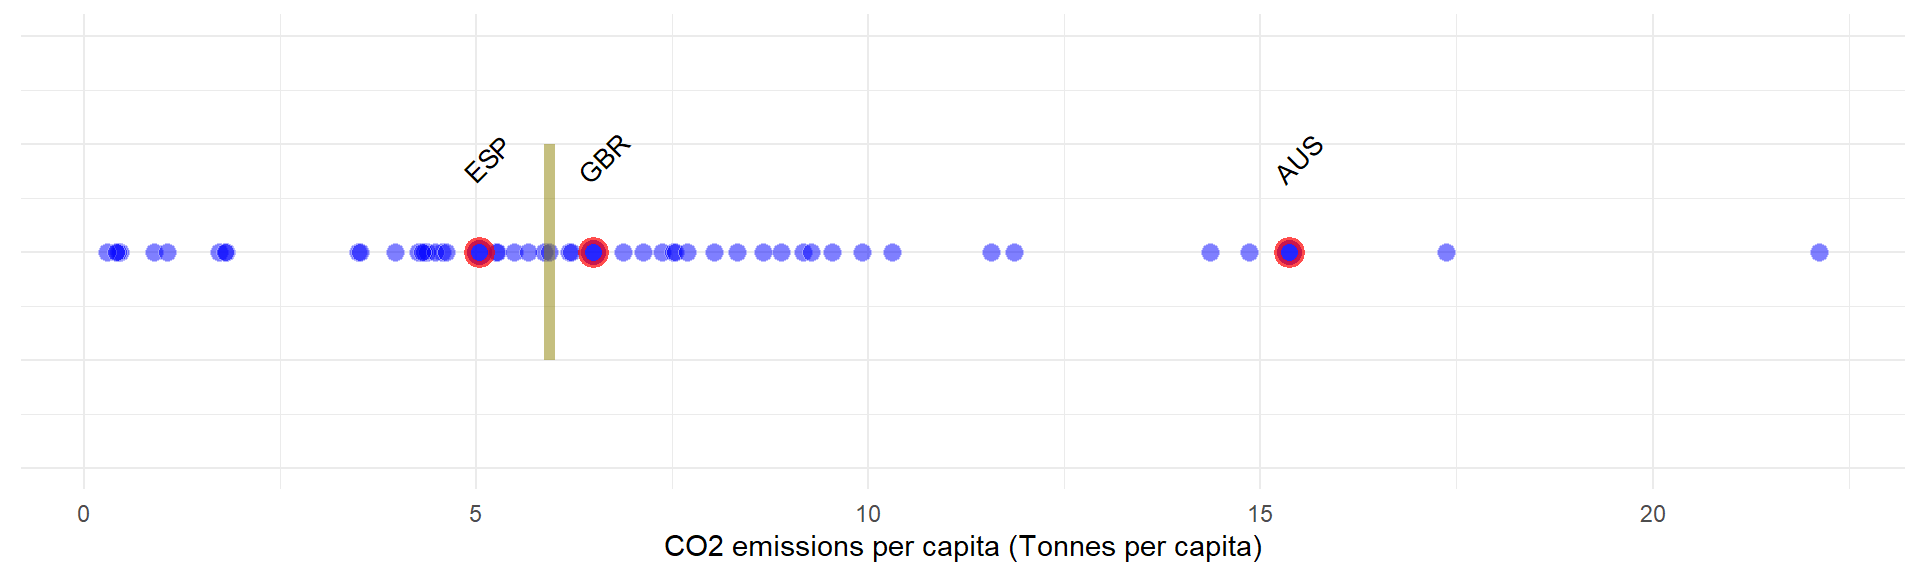 ESP GBR AUS
0 5 10 15 20
CO2 emissions per capita (Tonnes per capita)